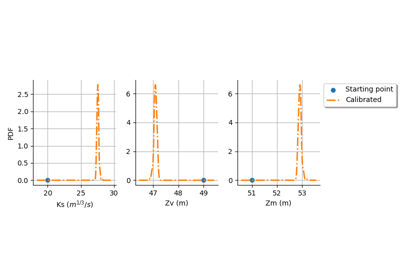 PDF
2.5
2.0
1.5
1.0
0.5
0.0
20 25 30
Ks (m^{1/3}/s)
6
4
2
0
47 48 49
Zv (m)
6
4
2
0
51 52 53
Zm (m)
Starting point
Calibrated